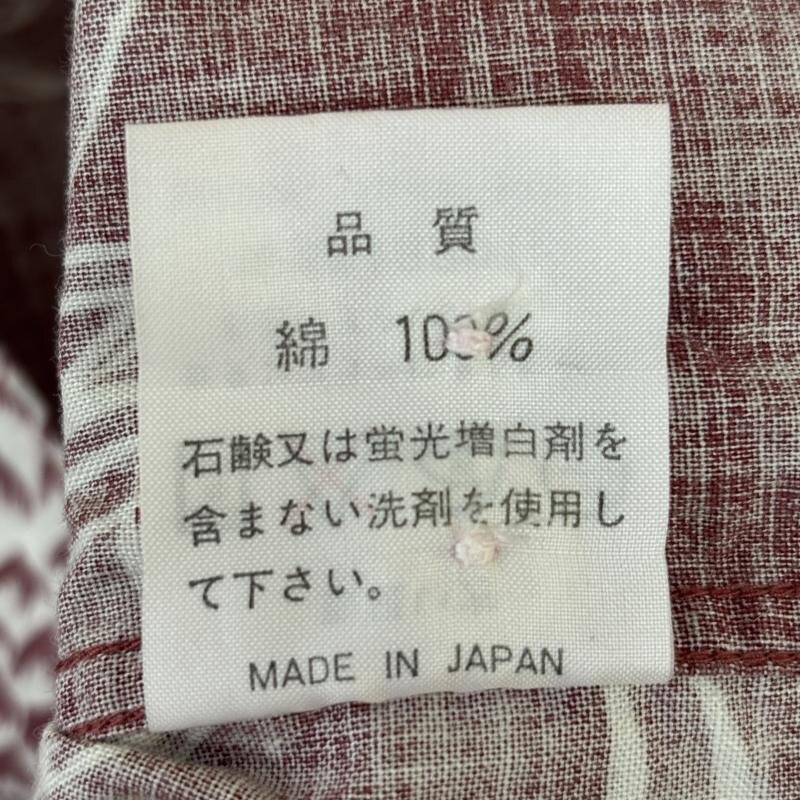 品 質
綿 100%
石鹸又は蛍光増白剤を
含まない洗剤を使用し
て下さい。
MADE IN JAPAN